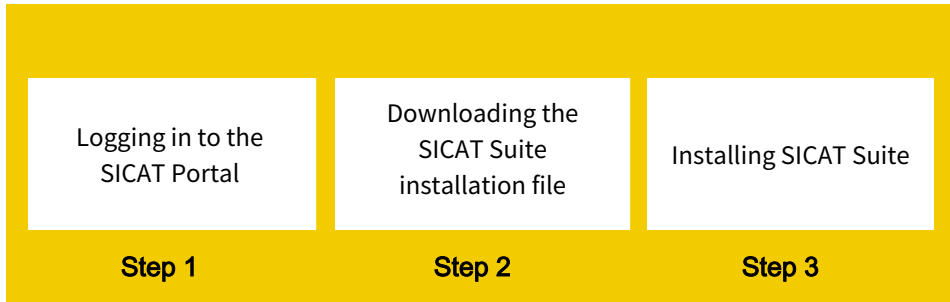 Logging in to the
SICAT Portal
Downloading the
SICAT Suite
installation file
Installing SICAT Suite
Step 1
Step 2
Step 3